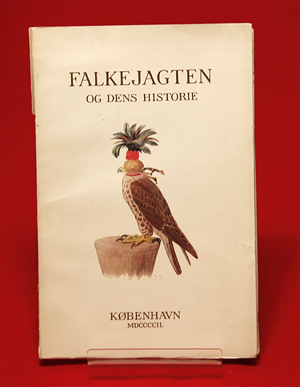 FALKEJAGTEN
OG DENS HISTORIE
KØBENHAVN
MDCCCCIL